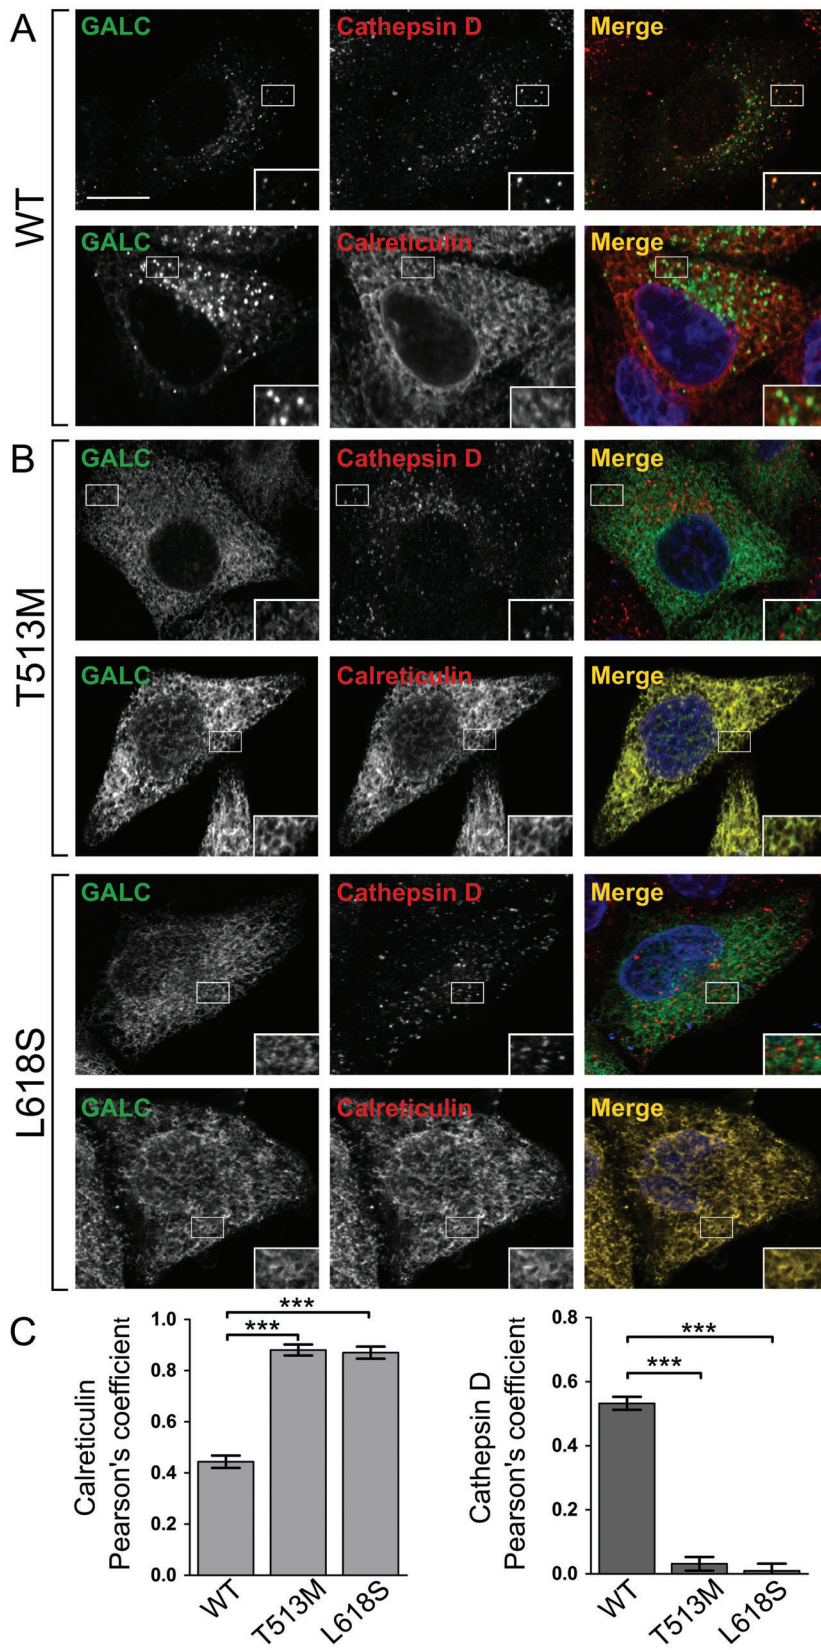 A
WT
GALC
Cathepsin D
Merge
GALC
Calreticulin
Merge
B
T513M
GALC
Cathepsin D
Merge
GALC
Calreticulin
Merge
L618S
GALC
Cathepsin D
Merge
GALC
Calreticulin
Merge
C
Calreticulin
Pearson's coefficient
1.0
0.8
0.6
0.4
0.2
0.0
***
***
WT
T513M
L618S
Cathepsin D
Pearson's coefficient
0.8
0.6
0.4
0.2
0.0
***
***
WT
T513M
L618S